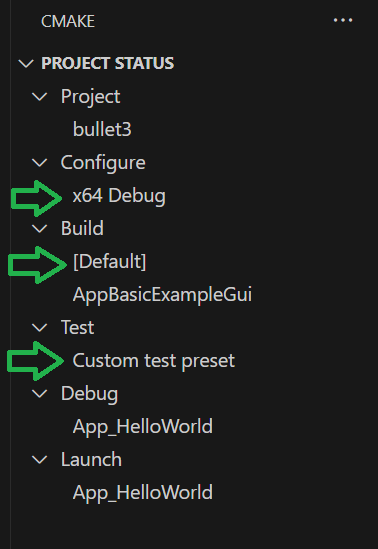 CMAKE
PROJECT STATUS
Project
bullet3
Configure
x64 Debug
Build
[Default]
AppBasicExampleGui
Test
Custom test preset
Debug
App_HelloWorld
Launch
App_HelloWorld